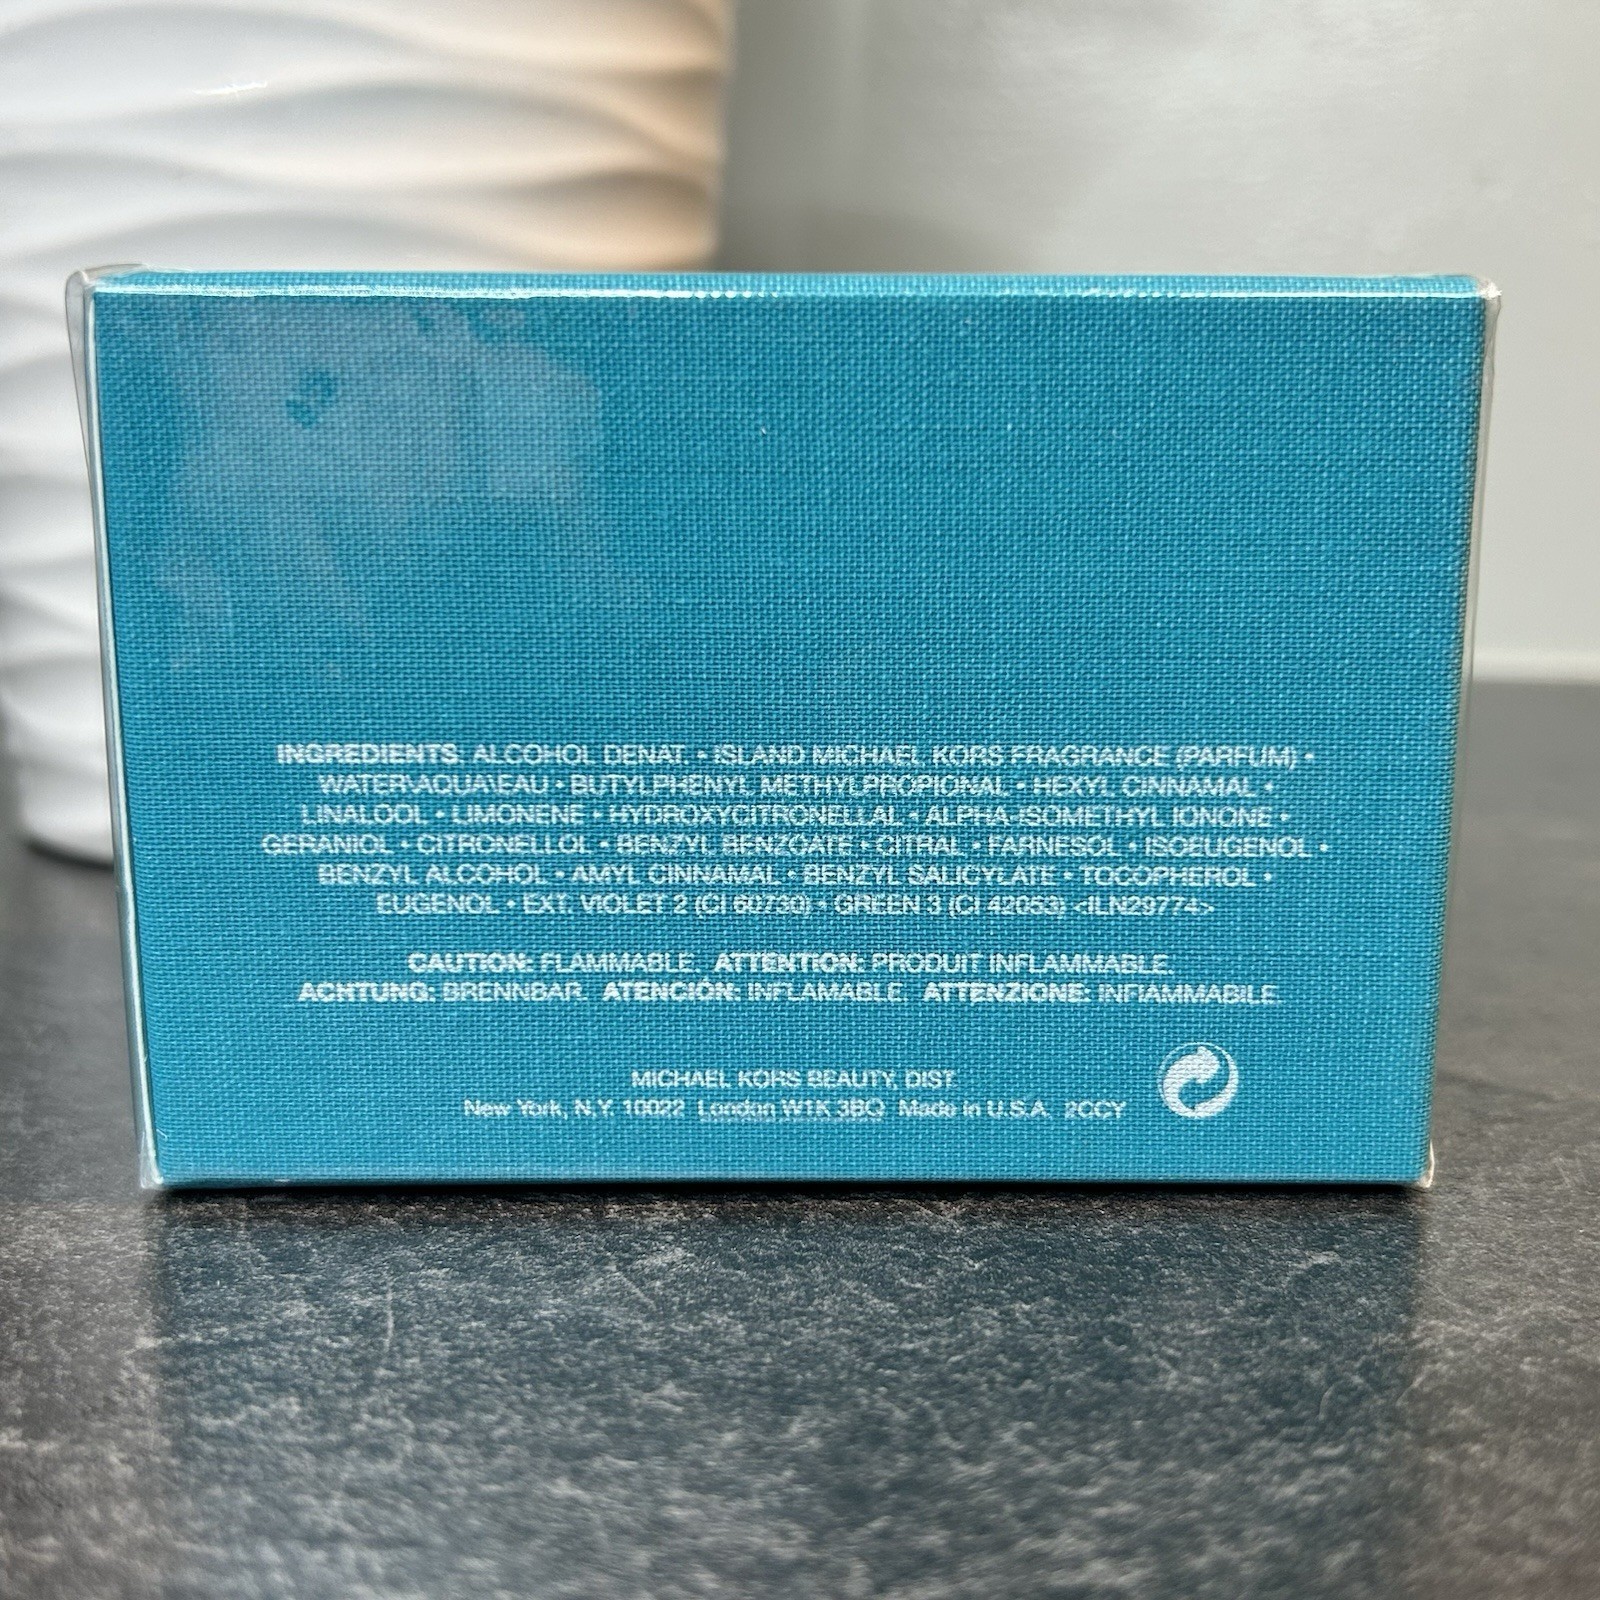 INGREDIENTS. ALCOHOL DENAT. • ISLAND MICHAEL KORS FRAGRANCE (PARFUM) •
WATER\AQUA\EAU • BUTYLPHENYL METHYLPROPIONAL • HEXYL CINNAMAL •
LINALOOL • LIMONENE • HYDROXYCITRONELLAL • ALPHA-ISOMETHYL IONONE •
GERANIOL • CITRONELLOL • BENZYL BENZOATE • CITRAL • FARNESOL • ISOEUGENOL •
BENZYL ALCOHOL • AMYL CINNAMAL • BENZYL SALICYLATE • TOCOPHEROL •
EUGENOL • EXT. VIOLET 2 (CI 60730) • GREEN 3 (CI 42053) <ILN29774>
CAUTION: FLAMMABLE. ATTENTION: PRODUIT INFLAMMABLE.
ACHTUNG: BRENNBAR. ATENCIÓN: INFLAMABLE. ATTENZIONE: INFIAMMABILE.
MICHAEL KORS BEAUTY, DIST.
New York, N.Y. 10022 London W1K 3BQ Made in U.S.A. 2CCY